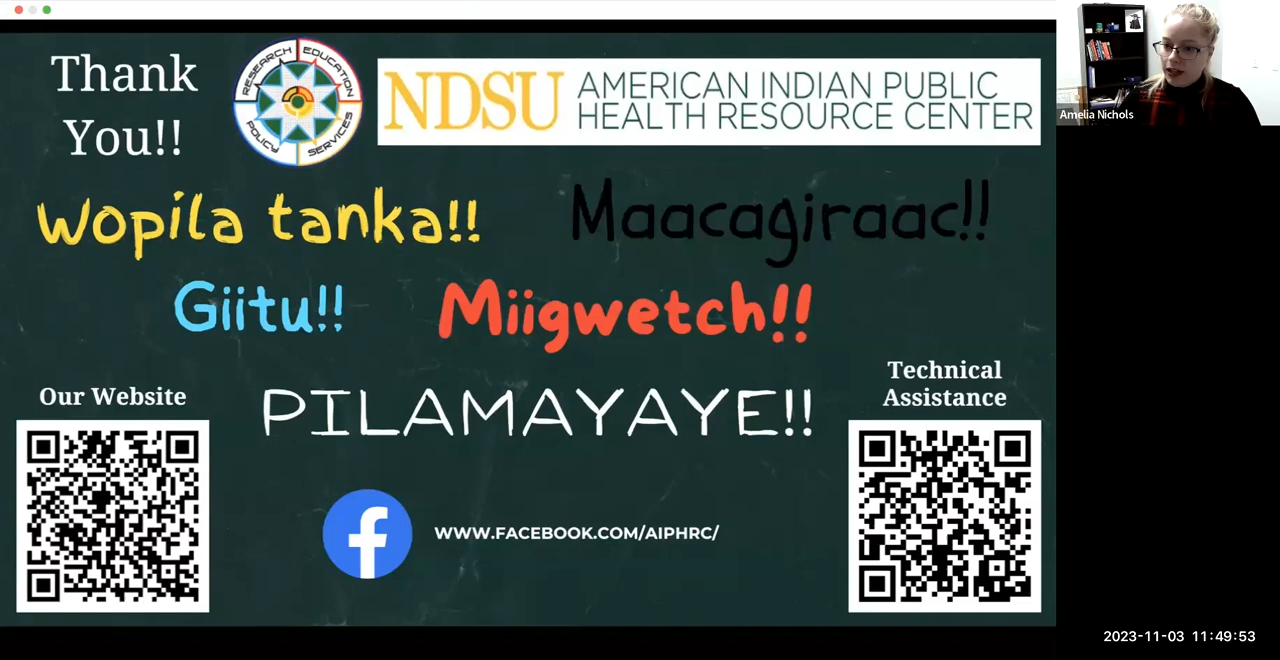 Thank
You!!
RESEARCH EDUCATION
POLICY SERVICES
NDSU AMERICAN INDIAN PUBLIC
HEALTH RESOURCE CENTER
Amelia Nichols
Wopila tanka!! Maacagiraac!!
Giitu!! Miigwetch!!
Our Website
PILAMAYAYE!!
Technical
Assistance
WWW.FACEBOOK.COM/AIPHRC/
2023-11-03 11:49:53